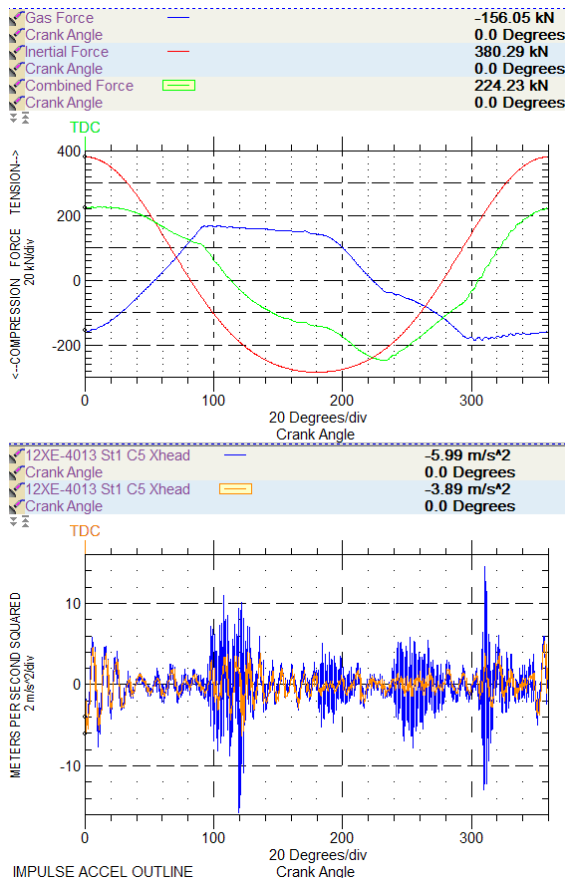 Gas Force -156.05 kN
Crank Angle 0.0 Degrees
Inertial Force 380.29 kN
Crank Angle 0.0 Degrees
Combined Force 224.23 kN
Crank Angle 0.0 Degrees
TDC
400
200
0
-200
<--COMPRESSION FORCE TENSION-->
20 kN/div
0 100 200 300
20 Degrees/div
Crank Angle
12XE-4013 St1 C5 Xhead -5.99 m/s^2
Crank Angle 0.0 Degrees
12XE-4013 St1 C5 Xhead -3.89 m/s^2
Crank Angle 0.0 Degrees
TDC
10
0
-10
METERS PER SECOND SQUARED
2 m/s^2/div
0 100 200 300
20 Degrees/div
IMPULSE ACCEL OUTLINE Crank Angle